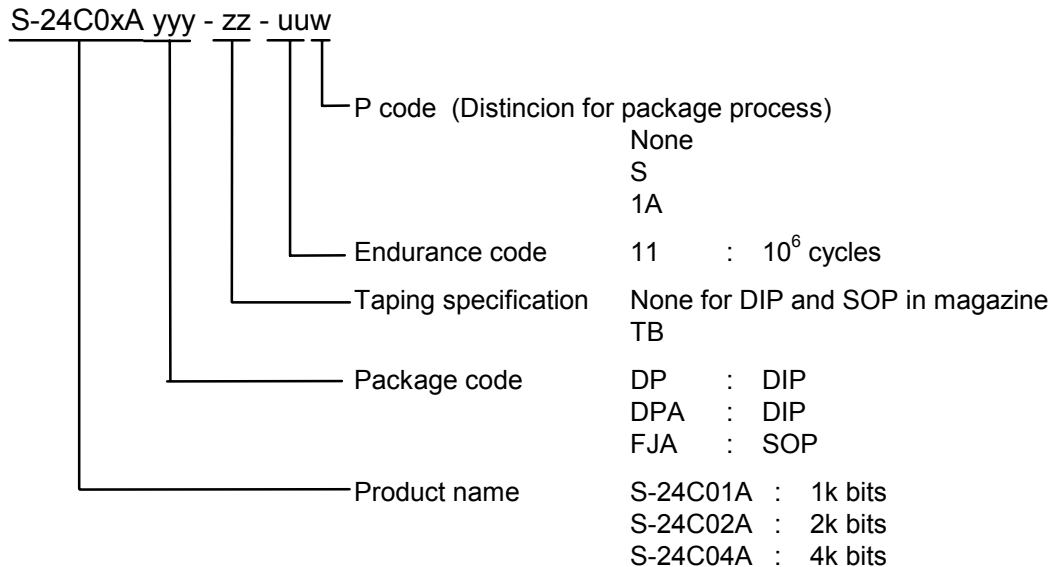 S-24C0xA yyy - zz - uuw
P code (Distincion for package process)
None
S
1A
Endurance code 11 : 10⁶ cycles
Taping specification None for DIP and SOP in magazine
TB
Package code DP : DIP
DPA : DIP
FJA : SOP
Product name S-24C01A : 1k bits
S-24C02A : 2k bits
S-24C04A : 4k bits